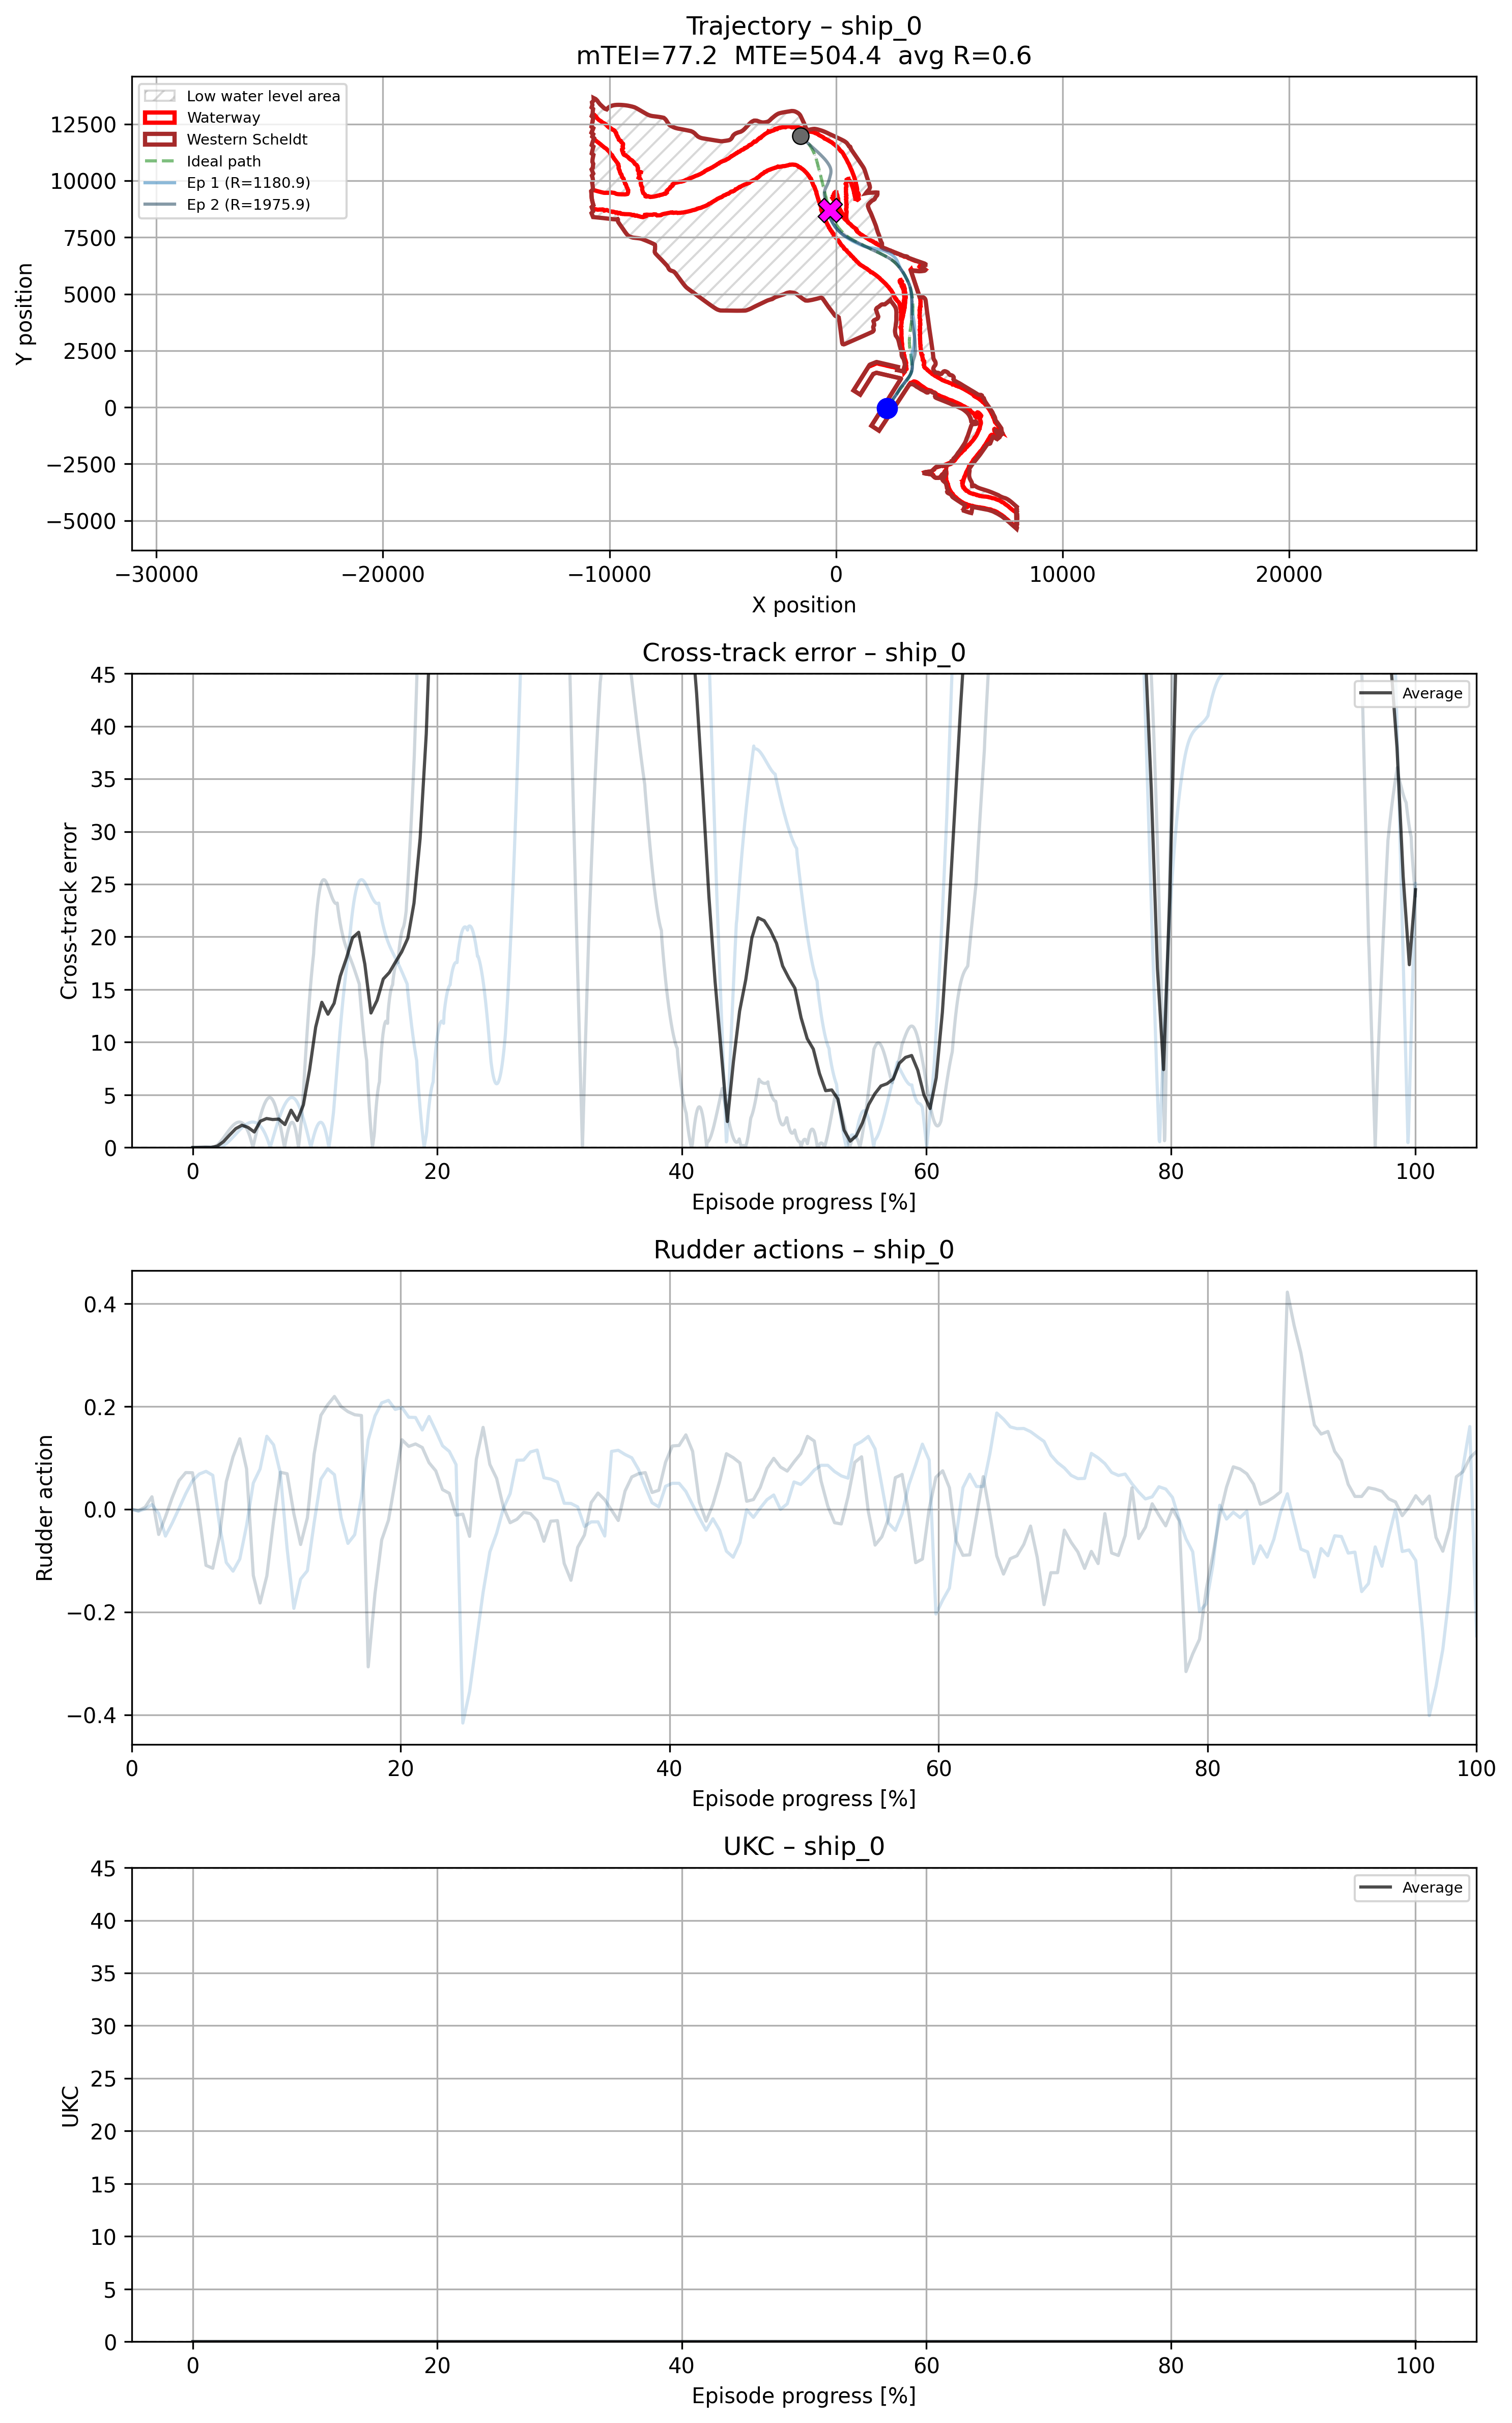 Trajectory – ship_0
mTEI=77.2  MTE=504.4  avg R=0.6
Low water level area
Waterway
Western Scheldt
Ideal path
Ep 1 (R=1180.9)
Ep 2 (R=1975.9)
12500
10000
7500
5000
2500
0
−2500
−5000
Y position
−30000
−20000
−10000
0
10000
20000
X position
Cross-track error – ship_0
Average
45
40
35
30
25
20
15
10
5
0
Cross-track error
0
20
40
60
80
100
Episode progress [%]
Rudder actions – ship_0
0.4
0.2
0.0
−0.2
−0.4
Rudder action
0
20
40
60
80
100
Episode progress [%]
UKC – ship_0
Average
45
40
35
30
25
20
15
10
5
0
UKC
0
20
40
60
80
100
Episode progress [%]